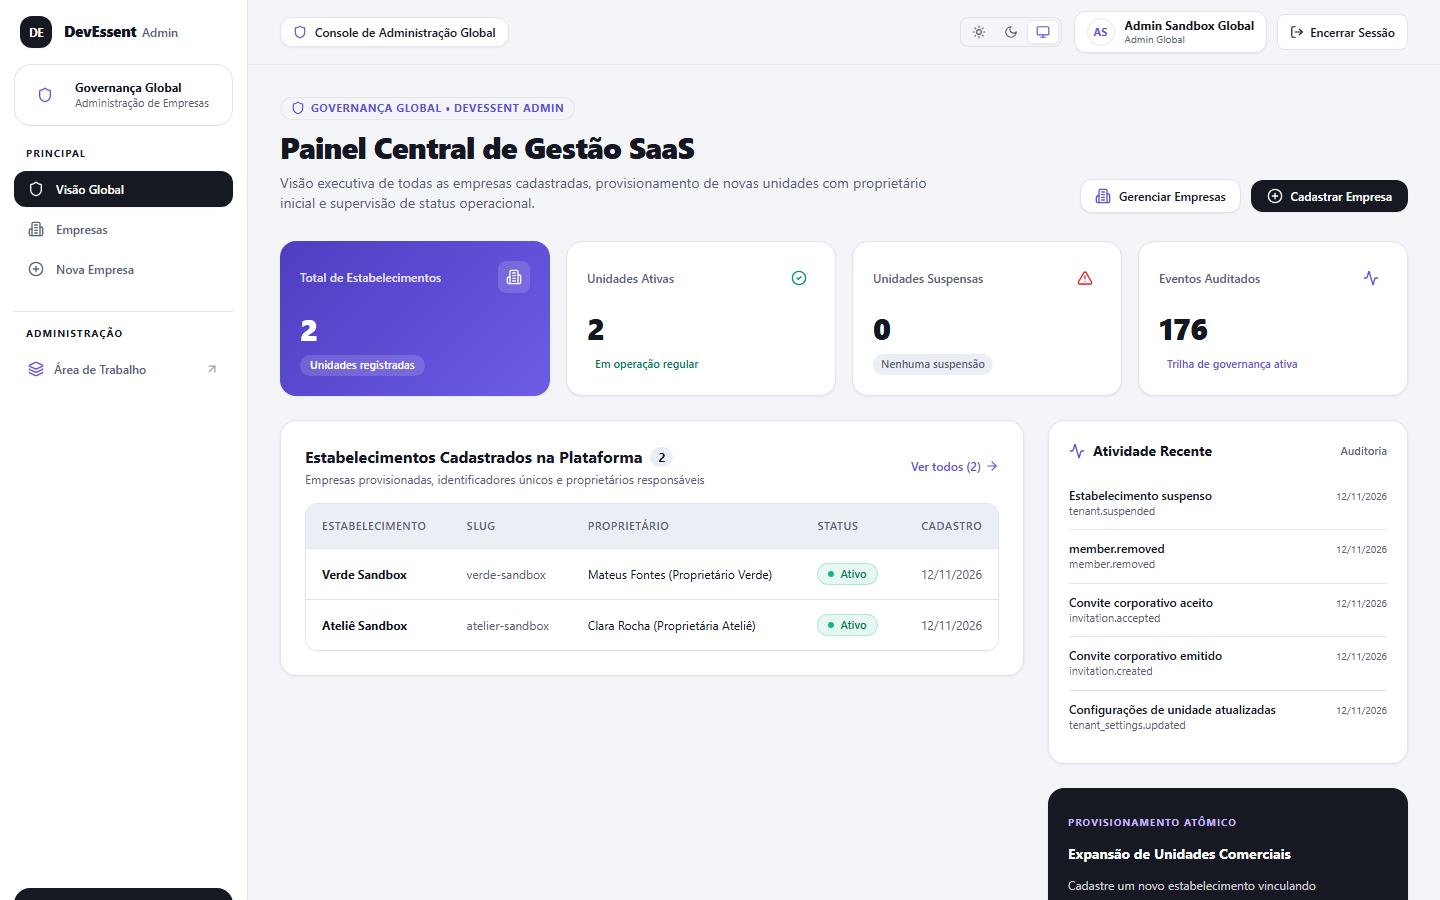 DE DevEssent Admin
Governança Global
Administração de Empresas
PRINCIPAL
Visão Global
Empresas
Nova Empresa
ADMINISTRAÇÃO
Área de Trabalho
Console de Administração Global
AS
Admin Sandbox Global
Admin Global
Encerrar Sessão
GOVERNANÇA GLOBAL • DEVESSENT ADMIN
Painel Central de Gestão SaaS
Visão executiva de todas as empresas cadastradas, provisionamento de novas unidades com proprietário
inicial e supervisão de status operacional.
Gerenciar Empresas
Cadastrar Empresa
Total de Estabelecimentos
2
Unidades registradas
Unidades Ativas
2
Em operação regular
Unidades Suspensas
0
Nenhuma suspensão
Eventos Auditados
176
Trilha de governança ativa
Estabelecimentos Cadastrados na Plataforma 2
Empresas provisionadas, identificadores únicos e proprietários responsáveis
Ver todos (2)
ESTABELECIMENTO SLUG PROPRIETÁRIO STATUS CADASTRO
Verde Sandbox verde-sandbox Mateus Fontes (Proprietário Verde) Ativo 12/11/2026
Ateliê Sandbox atelier-sandbox Clara Rocha (Proprietária Ateliê) Ativo 12/11/2026
Atividade Recente Auditoria
Estabelecimento suspenso 12/11/2026
tenant.suspended
member.removed 12/11/2026
member.removed
Convite corporativo aceito 12/11/2026
invitation.accepted
Convite corporativo emitido 12/11/2026
invitation.created
Configurações de unidade atualizadas 12/11/2026
tenant_settings.updated
PROVISIONAMENTO ATÔMICO
Expansão de Unidades Comerciais
Cadastre um novo estabelecimento vinculando